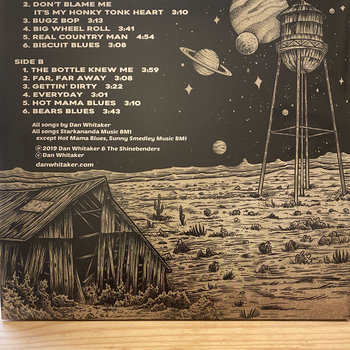 2. DON'T BLAME ME
IT'S MY HONKY TONK HEART 3:10
3. BUGZ BOP 3:13
4. BIG WHEEL ROLL 3:41
5. REAL COUNTRY MAN 4:54
6. BISCUIT BLUES 3:08
SIDE B
1. THE BOTTLE KNEW ME 3:59
2. FAR, FAR AWAY 3:08
3. GETTIN' DIRTY 3:22
4. EVERYDAY 3:01
5. HOT MAMA BLUES 3:10
6. BEARS BLUES 3:43
All songs by Dan Whitaker
All songs Starkananda Music BMI
except Hot Mama Blues, Sunny Smedley Music BMI
℗ 2019 Dan Whitaker & The Shinebenders
© Dan Whitaker
danwhitaker.com